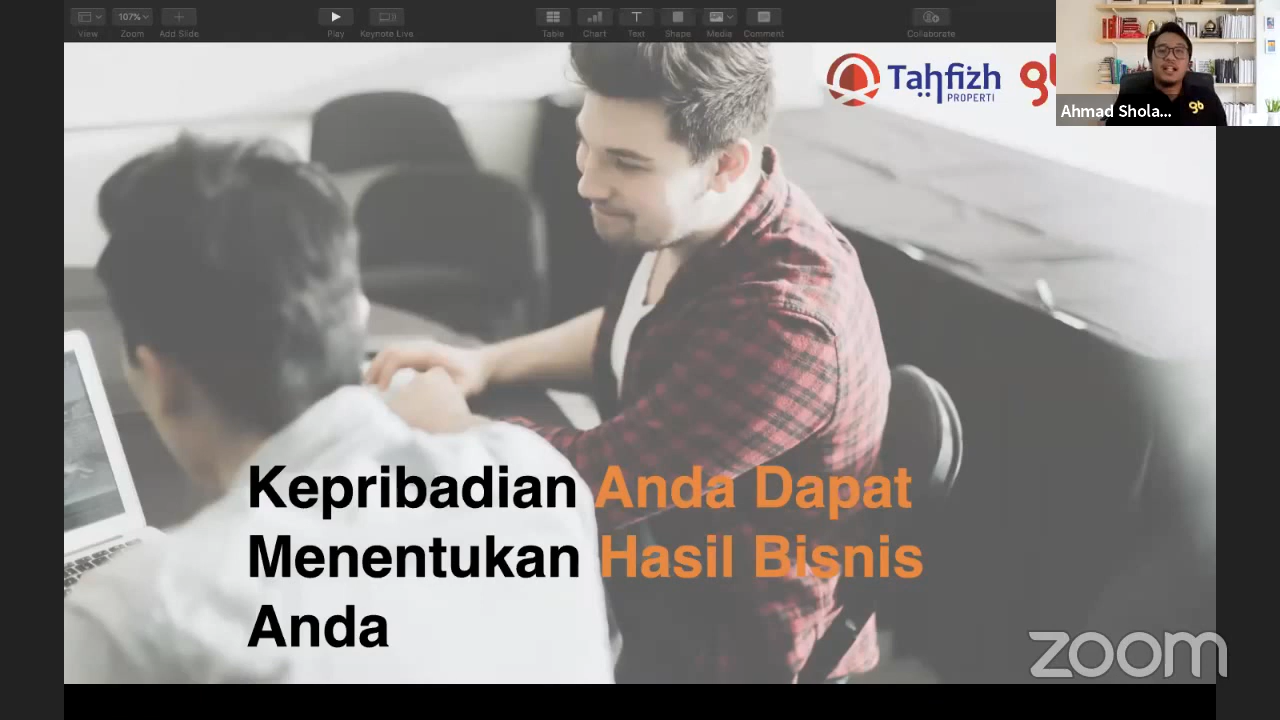 View
107%
Zoom
Add Slide
Play
Keynote Live
Table
Chart
Text
Shape
Media
Comment
Collaborate
Tahfizh
PROPERTI
gb
Ahmad Shola...
Kepribadian Anda Dapat
Menentukan Hasil Bisnis
Anda
zoom